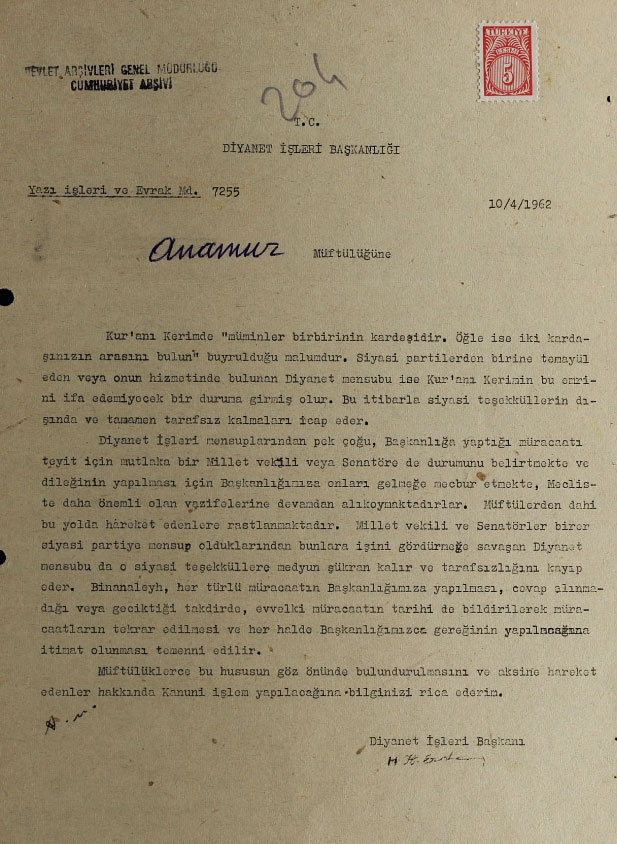 DEVLET ARŞİVLERİ GENEL MÜDÜRLÜĞÜ
CUMHURİYET ARŞİVİ
204
TÜRKİYE
5
T.C.
DİYANET İŞLERİ BAŞKANLIĞI
Yazı işleri ve Evrak Md. 7255
10/4/1962
Anamur Müftülüğüne
Kur'anı Kerimde "müminler birbirinin kardeşidir. Öğle ise iki karda-
şınızın arasını bulun" buyrulduğu malumdur. Siyasi partilerden birine temayül
eden veya onun hizmetinde bulunan Diyanet mensubu ise Kur'anı Kerimin bu emri-
ni ifa edemiyecek bir duruma girmiş olur. Bu itibarla siyasi teşekküllerin dı-
şında ve tamamen tarafsız kalmaları icap eder.
Diyanet İşleri mensuplarından pek çoğu, Başkanlığa yaptığı müracaatı
teyit için mutlaka bir Millet vekili veya Senatöre de durumunu belirtmekte ve
dileğinin yapılması için Başkanlığımıza onları gelmeğe mecbur etmekte, Meclis-
te daha önemli olan vazifelerine devamdan alıkoymaktadırlar. Müftülerden dahi
bu yolda hareket edenlere rastlanmaktadır. Millet vekili ve Senatörler birer
siyasi partiye mensup olduklarından bunlara işini gördürmeğe savaşan Diyanet
mensubu da o siyasi teşekküllere medyun şükran kalır ve tarafsızlığını kayıp
eder. Binanaleyh, her türlü müracaatın Başkanlığımıza yapılması, cevap alınma-
dığı veya geciktiği takdirde, evvelki müracaatın tarihi de bildirilerek müra-
caatların tekrar edilmesi ve her halde Başkanlığımızca gereğinin yapılacağına
itimat olunması temenni edilir.
Müftülüklerce bu hususun göz önünde bulundurulmasını ve aksine hareket
edenler hakkında Kanuni işlem yapılacağına bilginizi rica ederim.
Diyanet İşleri Başkanı